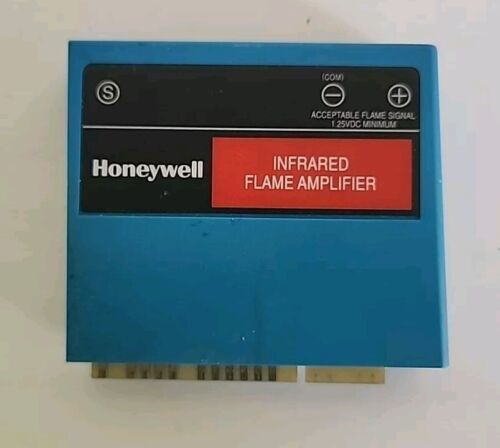 S
(COM)
− +
ACCEPTABLE FLAME SIGNAL
1.25VDC MINIMUM
Honeywell
INFRARED
FLAME AMPLIFIER